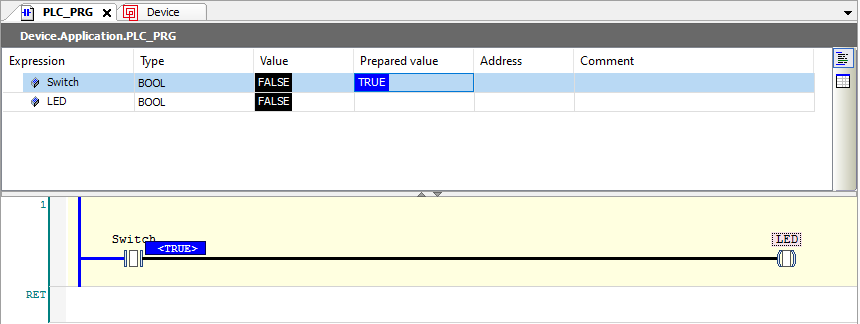 PLC_PRG Device
Device.Application.PLC_PRG
Expression Type Value Prepared value Address Comment
Switch BOOL FALSE TRUE
LED BOOL FALSE
1
Switch LED
<TRUE>
RET